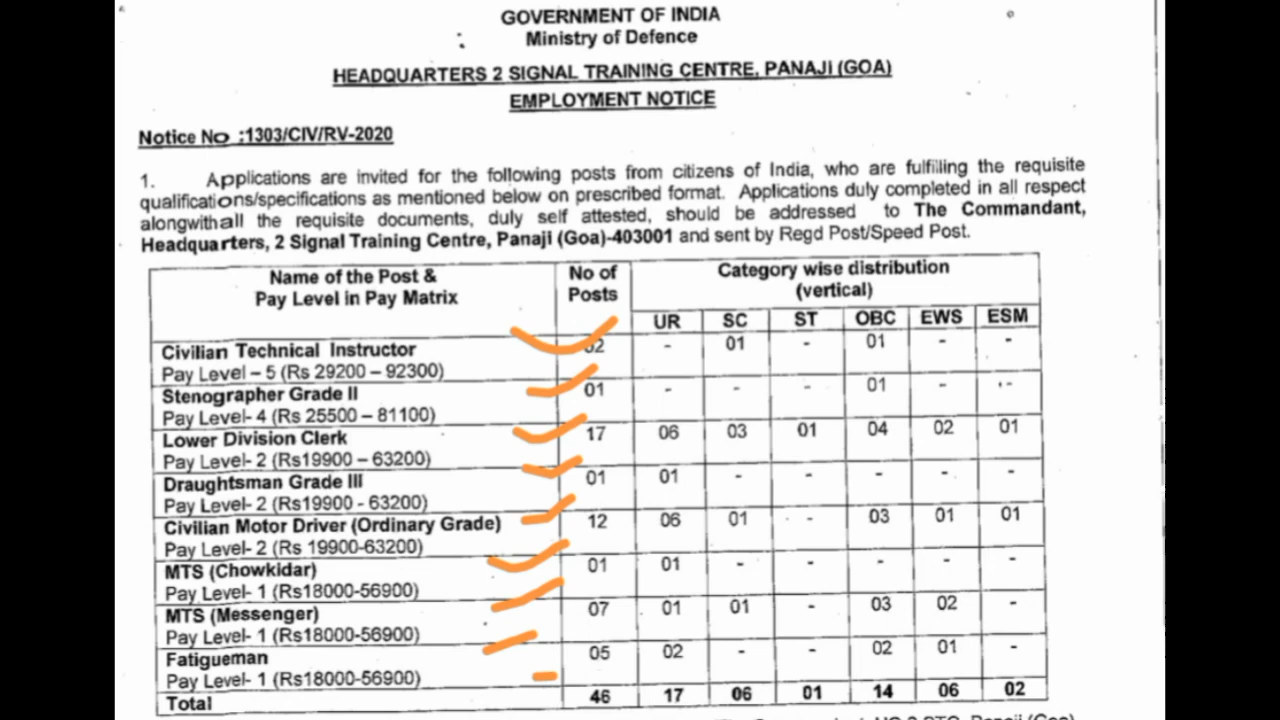 GOVERNMENT OF INDIA
Ministry of Defence
HEADQUARTERS 2 SIGNAL TRAINING CENTRE, PANAJI (GOA)
EMPLOYMENT NOTICE
Notice No :1303/CIV/RV-2020
1. Applications are invited for the following posts from citizens of India, who are fulfilling the requisite
qualifications/specifications as mentioned below on prescribed format. Applications duly completed in all respect
alongwithall the requisite documents, duly self attested, should be addressed to The Commandant,
Headquarters, 2 Signal Training Centre, Panaji (Goa)-403001 and sent by Regd Post/Speed Post.
Name of the Post & No of Category wise distribution
Pay Level in Pay Matrix Posts (vertical)
UR SC ST OBC EWS ESM
Civilian Technical Instructor 02 - 01 - 01 - -
Pay Level – 5 (Rs 29200 – 92300)
Stenographer Grade II 01 - - - 01 - -
Pay Level- 4 (Rs 25500 – 81100)
Lower Division Clerk 17 06 03 01 04 02 01
Pay Level- 2 (Rs19900 – 63200)
Draughtsman Grade III 01 01 - - - - -
Pay Level- 2 (Rs19900 - 63200)
Civilian Motor Driver (Ordinary Grade) 12 06 01 - 03 01 01
Pay Level- 2 (Rs 19900-63200)
MTS (Chowkidar) 01 01 - - - - -
Pay Level- 1 (Rs18000-56900)
MTS (Messenger) 07 01 01 - 03 02 -
Pay Level- 1 (Rs18000-56900)
Fatigueman 05 02 - - 02 01 -
Pay Level- 1 (Rs18000-56900)
Total 46 17 06 01 14 06 02